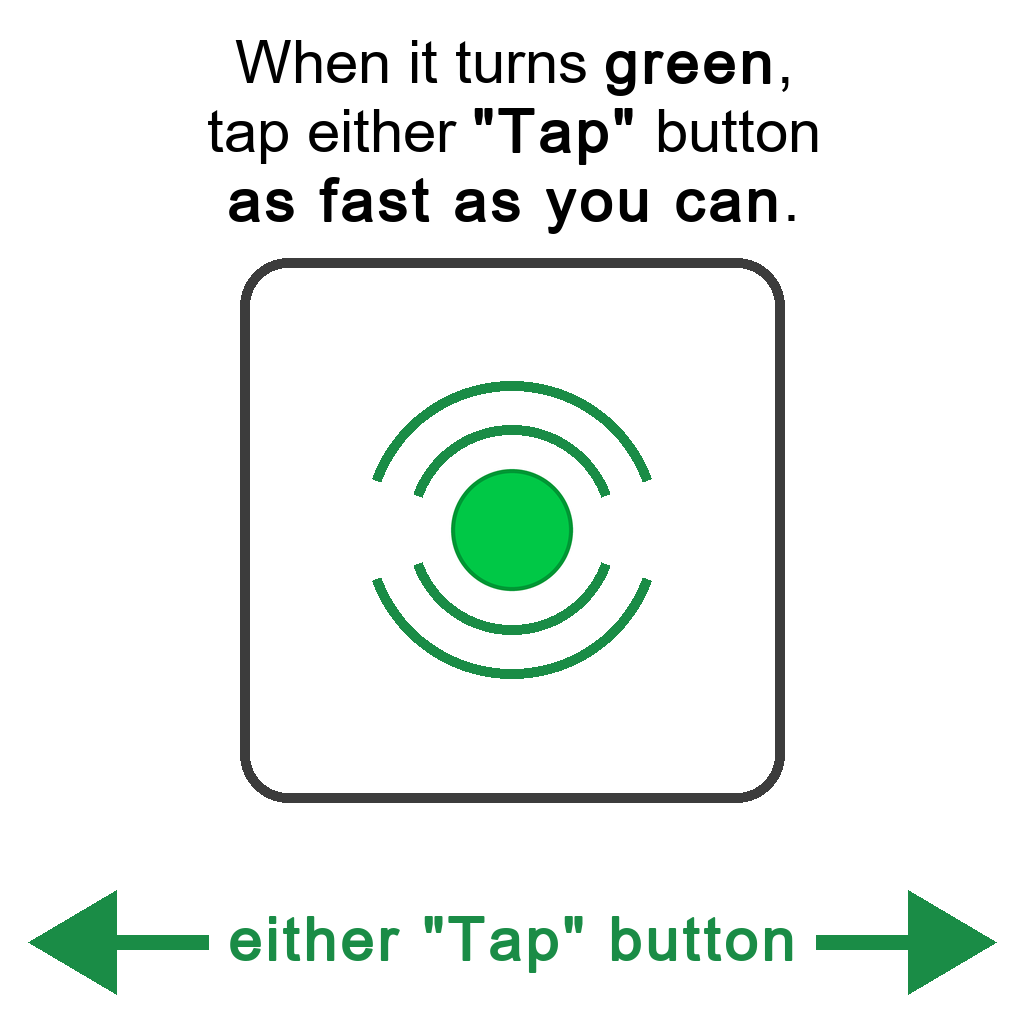 When it turns green,
tap either "Tap" button
as fast as you can.
either "Tap" button